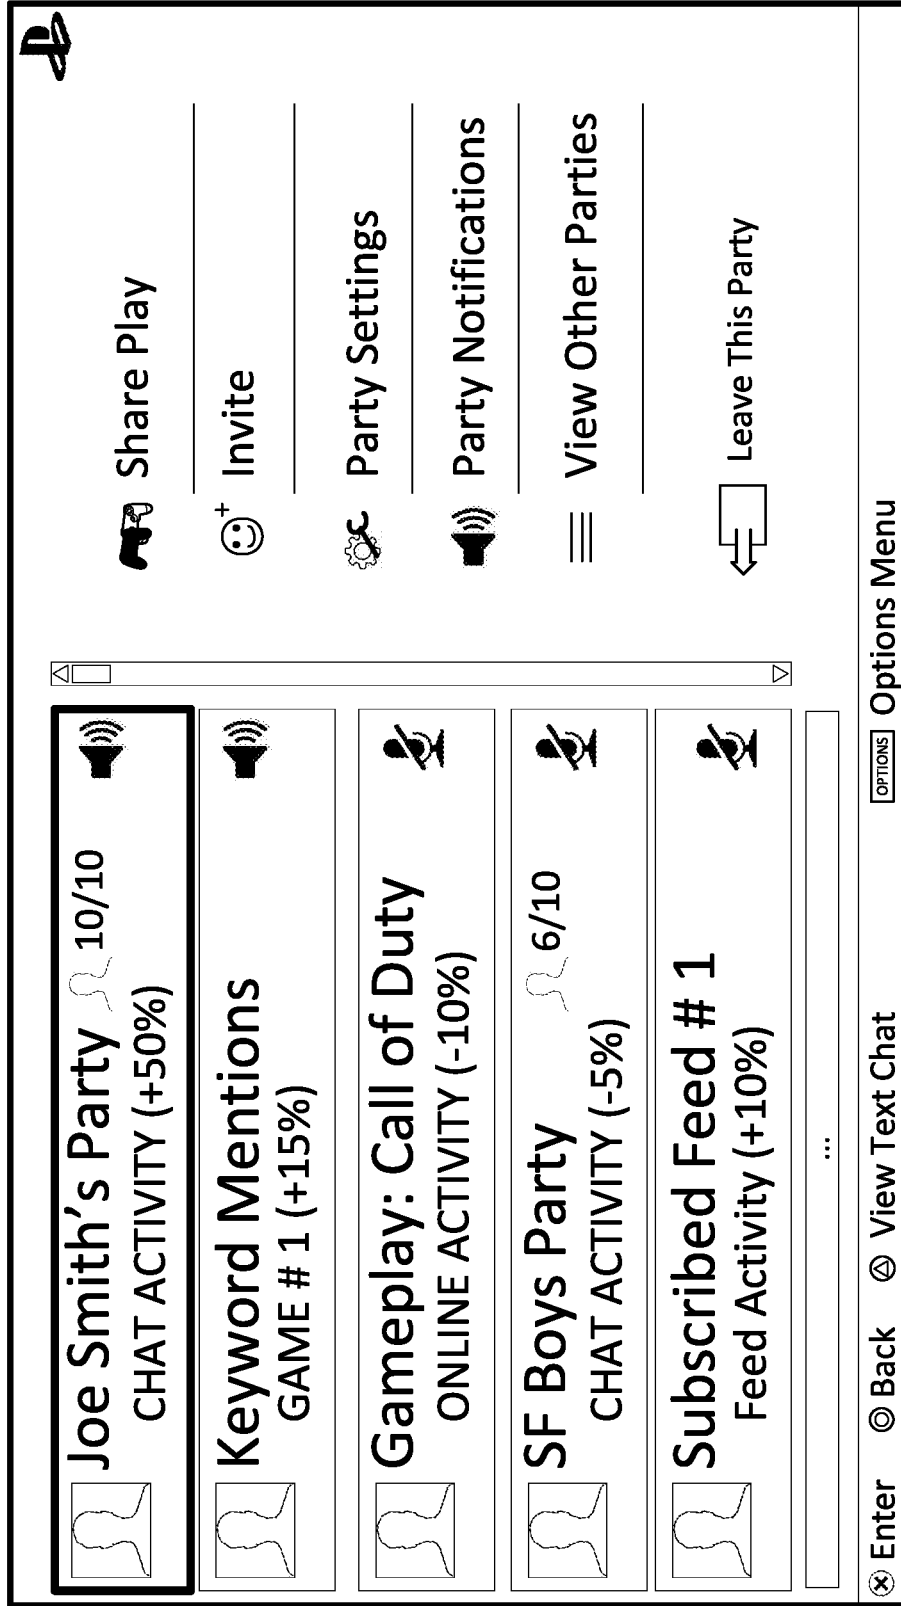 Joe Smith's Party 10/10
CHAT ACTIVITY (+50%)
Keyword Mentions
GAME # 1 (+15%)
Gameplay: Call of Duty
ONLINE ACTIVITY (-10%)
SF Boys Party 6/10
CHAT ACTIVITY (-5%)
Subscribed Feed # 1
Feed Activity (+10%)
...
Share Play
Invite
Party Settings
Party Notifications
View Other Parties
Leave This Party
Enter Back View Text Chat OPTIONS Options Menu